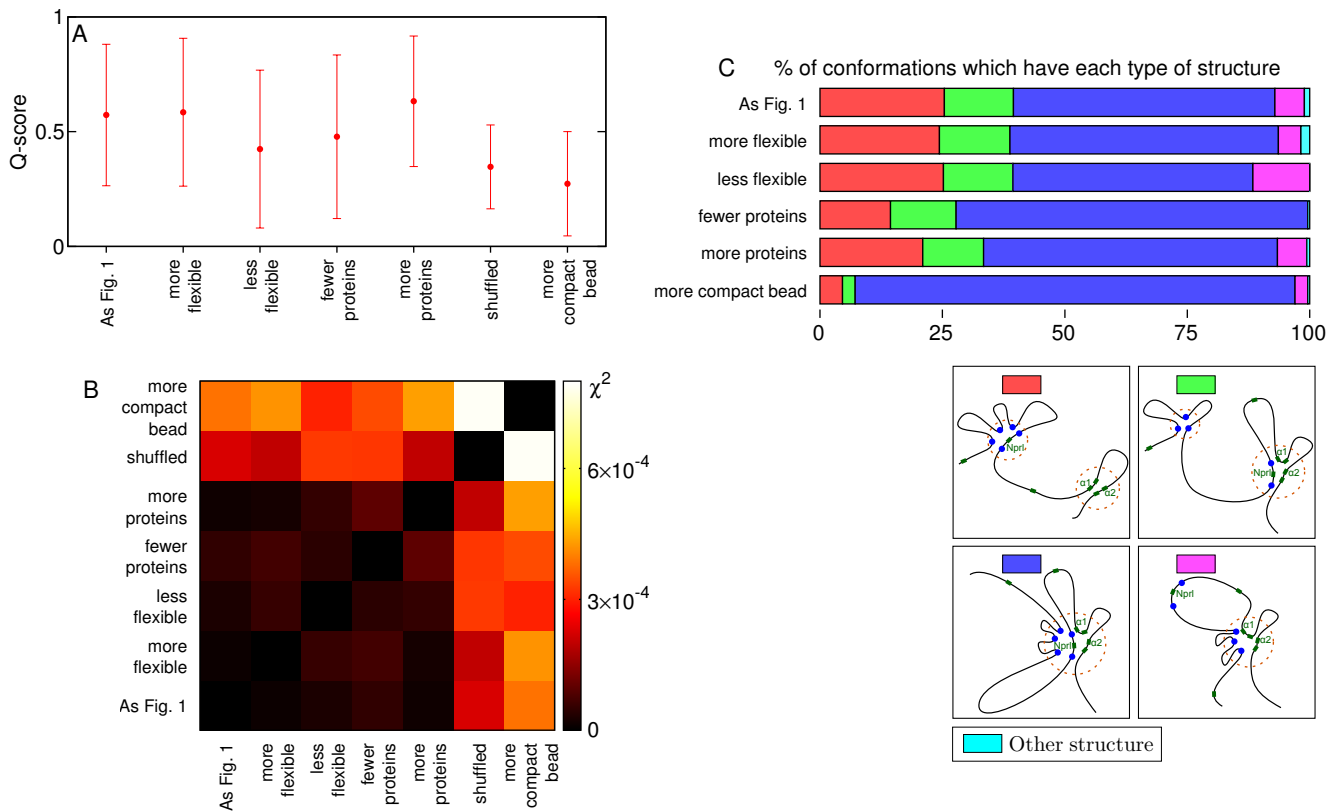 A
1
0.5
0
Q-score
As Fig. 1
more
flexible
less
flexible
fewer
proteins
more
proteins
shuffled
more
compact
bead
B
more
compact
bead
shuffled
more
proteins
fewer
proteins
less
flexible
more
flexible
As Fig. 1
As Fig. 1
more
flexible
less
flexible
fewer
proteins
more
proteins
shuffled
more
compact
bead
χ²
6×10⁻⁴
3×10⁻⁴
0
C % of conformations which have each type of structure
As Fig. 1
more flexible
less flexible
fewer proteins
more proteins
more compact bead
0 25 50 75 100
NprI
α1
α2
α1
NprI
α2
α1
NprI
α2
NprI
α1
α2
Other structure